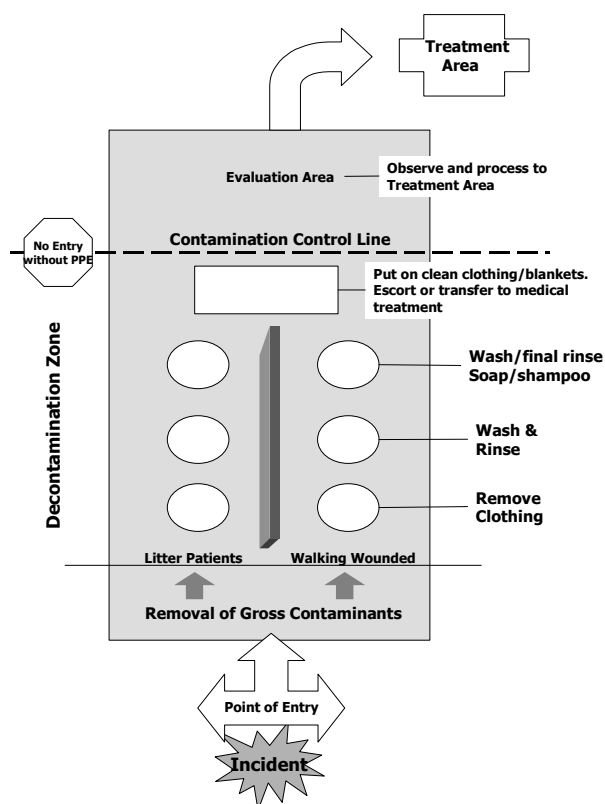 Treatment
Area
Evaluation Area
Observe and process to
Treatment Area
No Entry
without PPE
Contamination Control Line
Put on clean clothing/blankets.
Escort or transfer to medical
treatment
Decontamination Zone
Wash/final rinse
Soap/shampoo
Wash &
Rinse
Remove
Clothing
Litter Patients
Walking Wounded
Removal of Gross Contaminants
Point of Entry
Incident